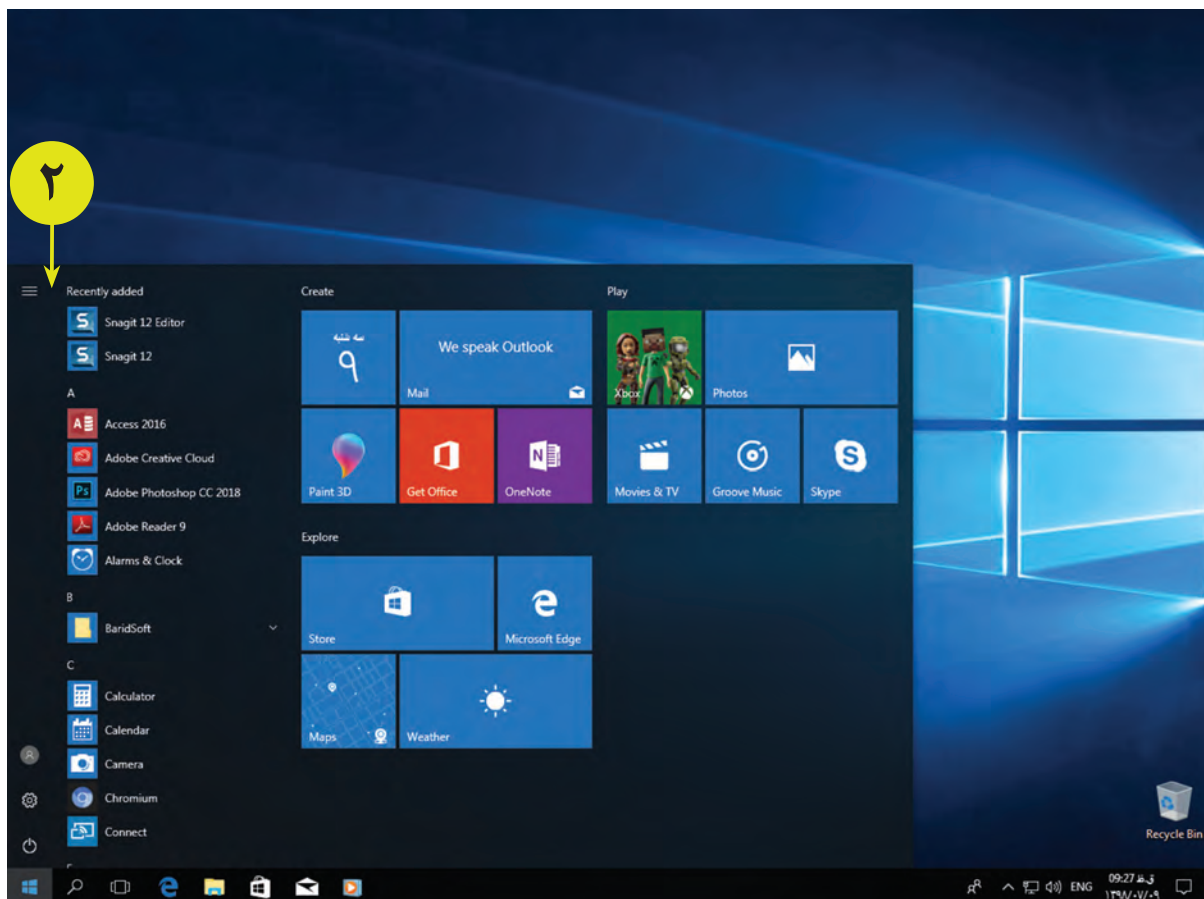 ۲
Recently added
Snagit 12 Editor
Snagit 12
A
Access 2016
Adobe Creative Cloud
Adobe Photoshop CC 2018
Adobe Reader 9
Alarms & Clock
B
BaridSoft
C
Calculator
Calendar
Camera
Chromium
Connect
Create
سه شنبه
۹
We speak Outlook
Mail
Paint 3D
Get Office
OneNote
Explore
Store
Microsoft Edge
Maps
Weather
Play
Xbox
Photos
Movies & TV
Groove Music
Skype
Recycle Bin
ENG
09:27 ق.ظ
۱۳۹۸/۰۷/۰۹